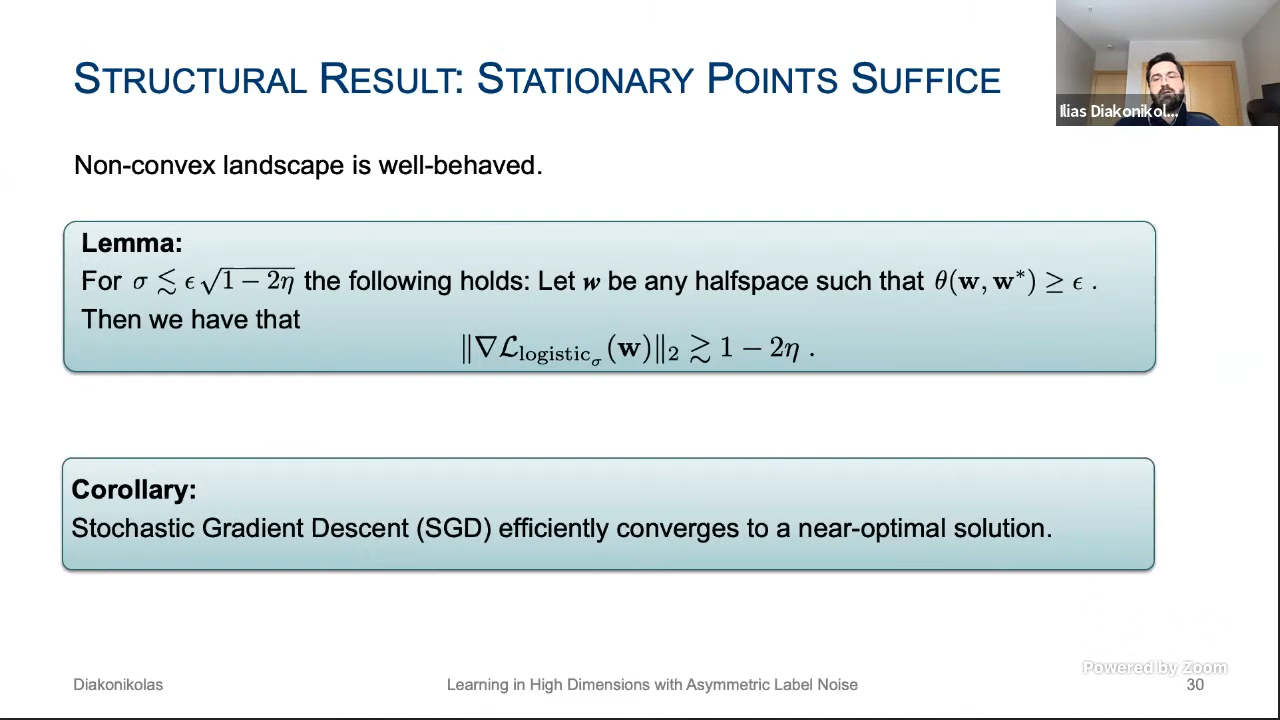 STRUCTURAL RESULT: STATIONARY POINTS SUFFICE
Ilias Diakonikol...
Non-convex landscape is well-behaved.
Lemma:
For σ ≲ ϵ√(1 − 2η) the following holds: Let w be any halfspace such that θ(w, w*) ≥ ϵ .
Then we have that
‖∇ℒ_logistic_σ(w)‖₂ ≳ 1 − 2η .
Corollary:
Stochastic Gradient Descent (SGD) efficiently converges to a near-optimal solution.
Powered by Zoom
Diakonikolas
Learning in High Dimensions with Asymmetric Label Noise
30